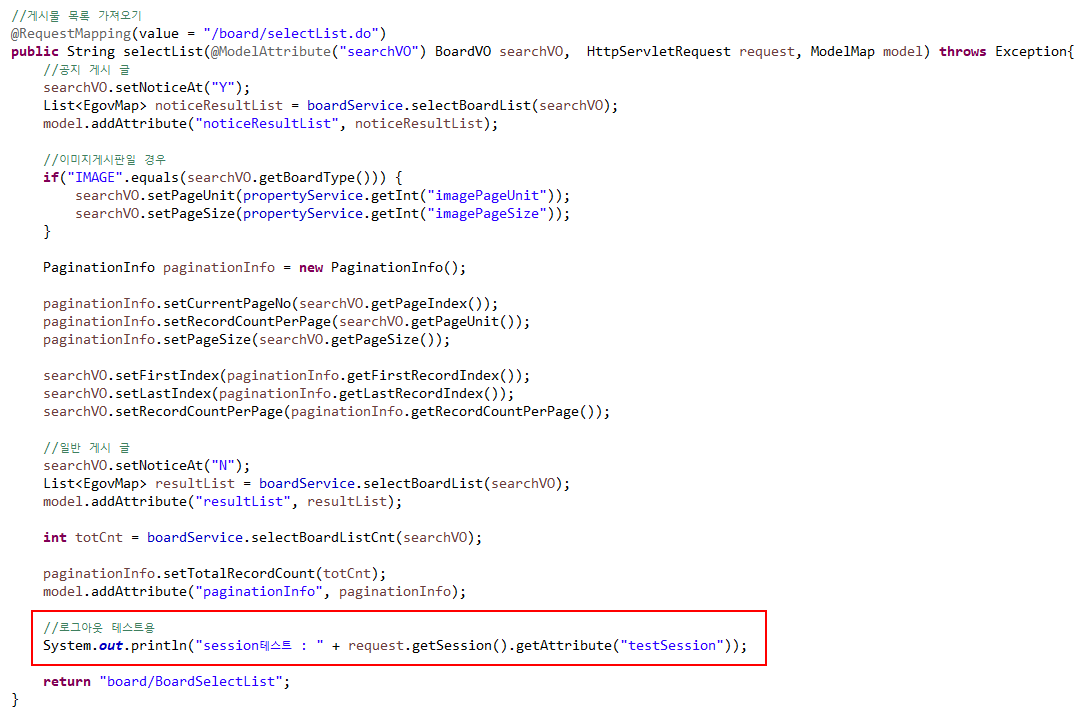 //게시물 목록 가져오기
@RequestMapping(value = "/board/selectList.do")
public String selectList(@ModelAttribute("searchVO") BoardVO searchVO,  HttpServletRequest request, ModelMap model) throws Exception{
    //공지 게시 글
    searchVO.setNoticeAt("Y");
    List<EgovMap> noticeResultList = boardService.selectBoardList(searchVO);
    model.addAttribute("noticeResultList", noticeResultList);

    //이미지게시판일 경우
    if("IMAGE".equals(searchVO.getBoardType())) {
        searchVO.setPageUnit(propertyService.getInt("imagePageUnit"));
        searchVO.setPageSize(propertyService.getInt("imagePageSize"));
    }

    PaginationInfo paginationInfo = new PaginationInfo();

    paginationInfo.setCurrentPageNo(searchVO.getPageIndex());
    paginationInfo.setRecordCountPerPage(searchVO.getPageUnit());
    paginationInfo.setPageSize(searchVO.getPageSize());

    searchVO.setFirstIndex(paginationInfo.getFirstRecordIndex());
    searchVO.setLastIndex(paginationInfo.getLastRecordIndex());
    searchVO.setRecordCountPerPage(paginationInfo.getRecordCountPerPage());

    //일반 게시 글
    searchVO.setNoticeAt("N");
    List<EgovMap> resultList = boardService.selectBoardList(searchVO);
    model.addAttribute("resultList", resultList);

    int totCnt = boardService.selectBoardListCnt(searchVO);

    paginationInfo.setTotalRecordCount(totCnt);
    model.addAttribute("paginationInfo", paginationInfo);

    //로그아웃 테스트용
    System.out.println("session테스트 : " + request.getSession().getAttribute("testSession"));

    return "board/BoardSelectList";
}